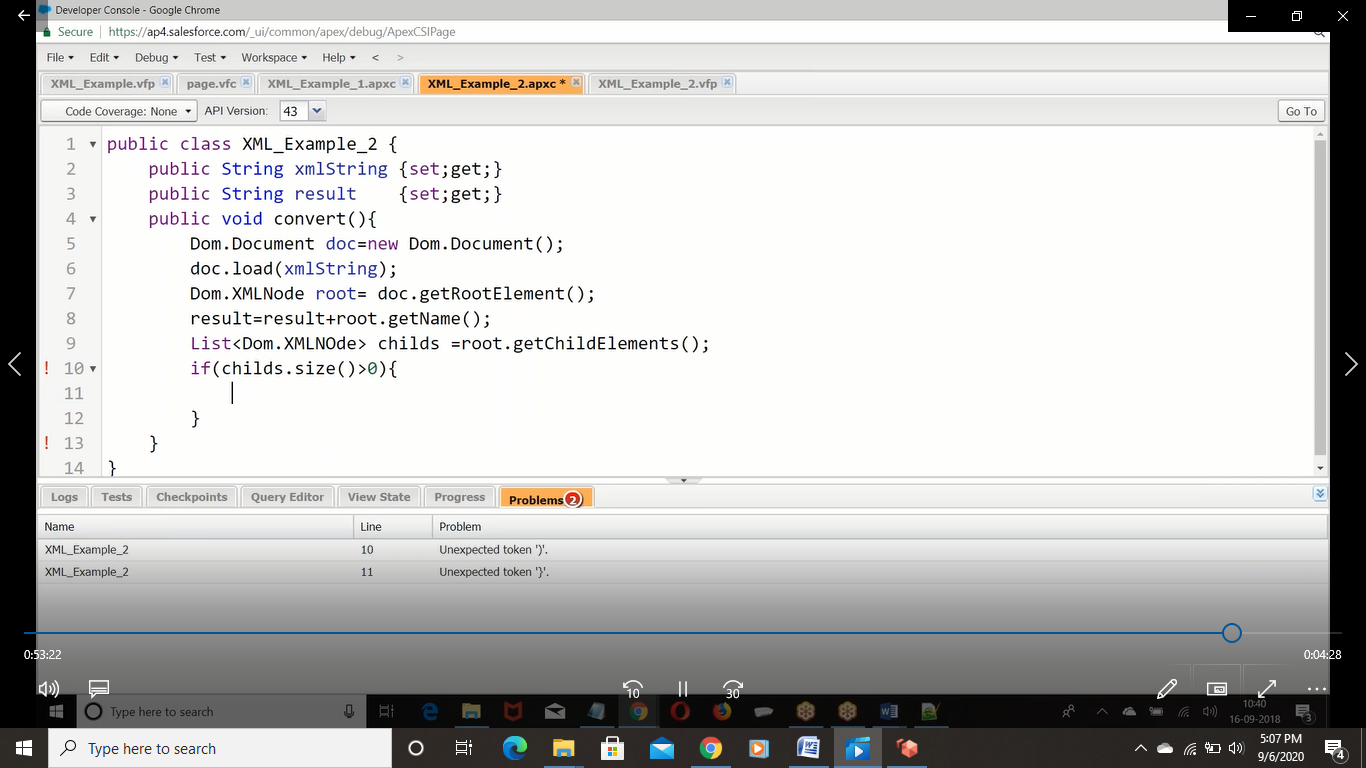 Developer Console - Google Chrome
Secure https://ap4.salesforce.com/_ui/common/apex/debug/ApexCSIPage
File Edit Debug Test Workspace Help < >
XML_Example.vfp page.vfc XML_Example_1.apxc XML_Example_2.apxc * XML_Example_2.vfp
Code Coverage: None API Version: 43 Go To
1 public class XML_Example_2 {
2 public String xmlString {set;get;}
3 public String result {set;get;}
4 public void convert(){
5 Dom.Document doc=new Dom.Document();
6 doc.load(xmlString);
7 Dom.XMLNode root= doc.getRootElement();
8 result=result+root.getName();
9 List<Dom.XMLNOde> childs =root.getChildElements();
! 10 if(childs.size()>0){
11
12 }
! 13 }
14 }
Logs Tests Checkpoints Query Editor View State Progress Problems 2
Name Line Problem
XML_Example_2 10 Unexpected token ')'.
XML_Example_2 11 Unexpected token '}'.
0:53:22 0:04:28
10 30
Type here to search 10:40
16-09-2018 3
Type here to search 5:07 PM
9/6/2020 4